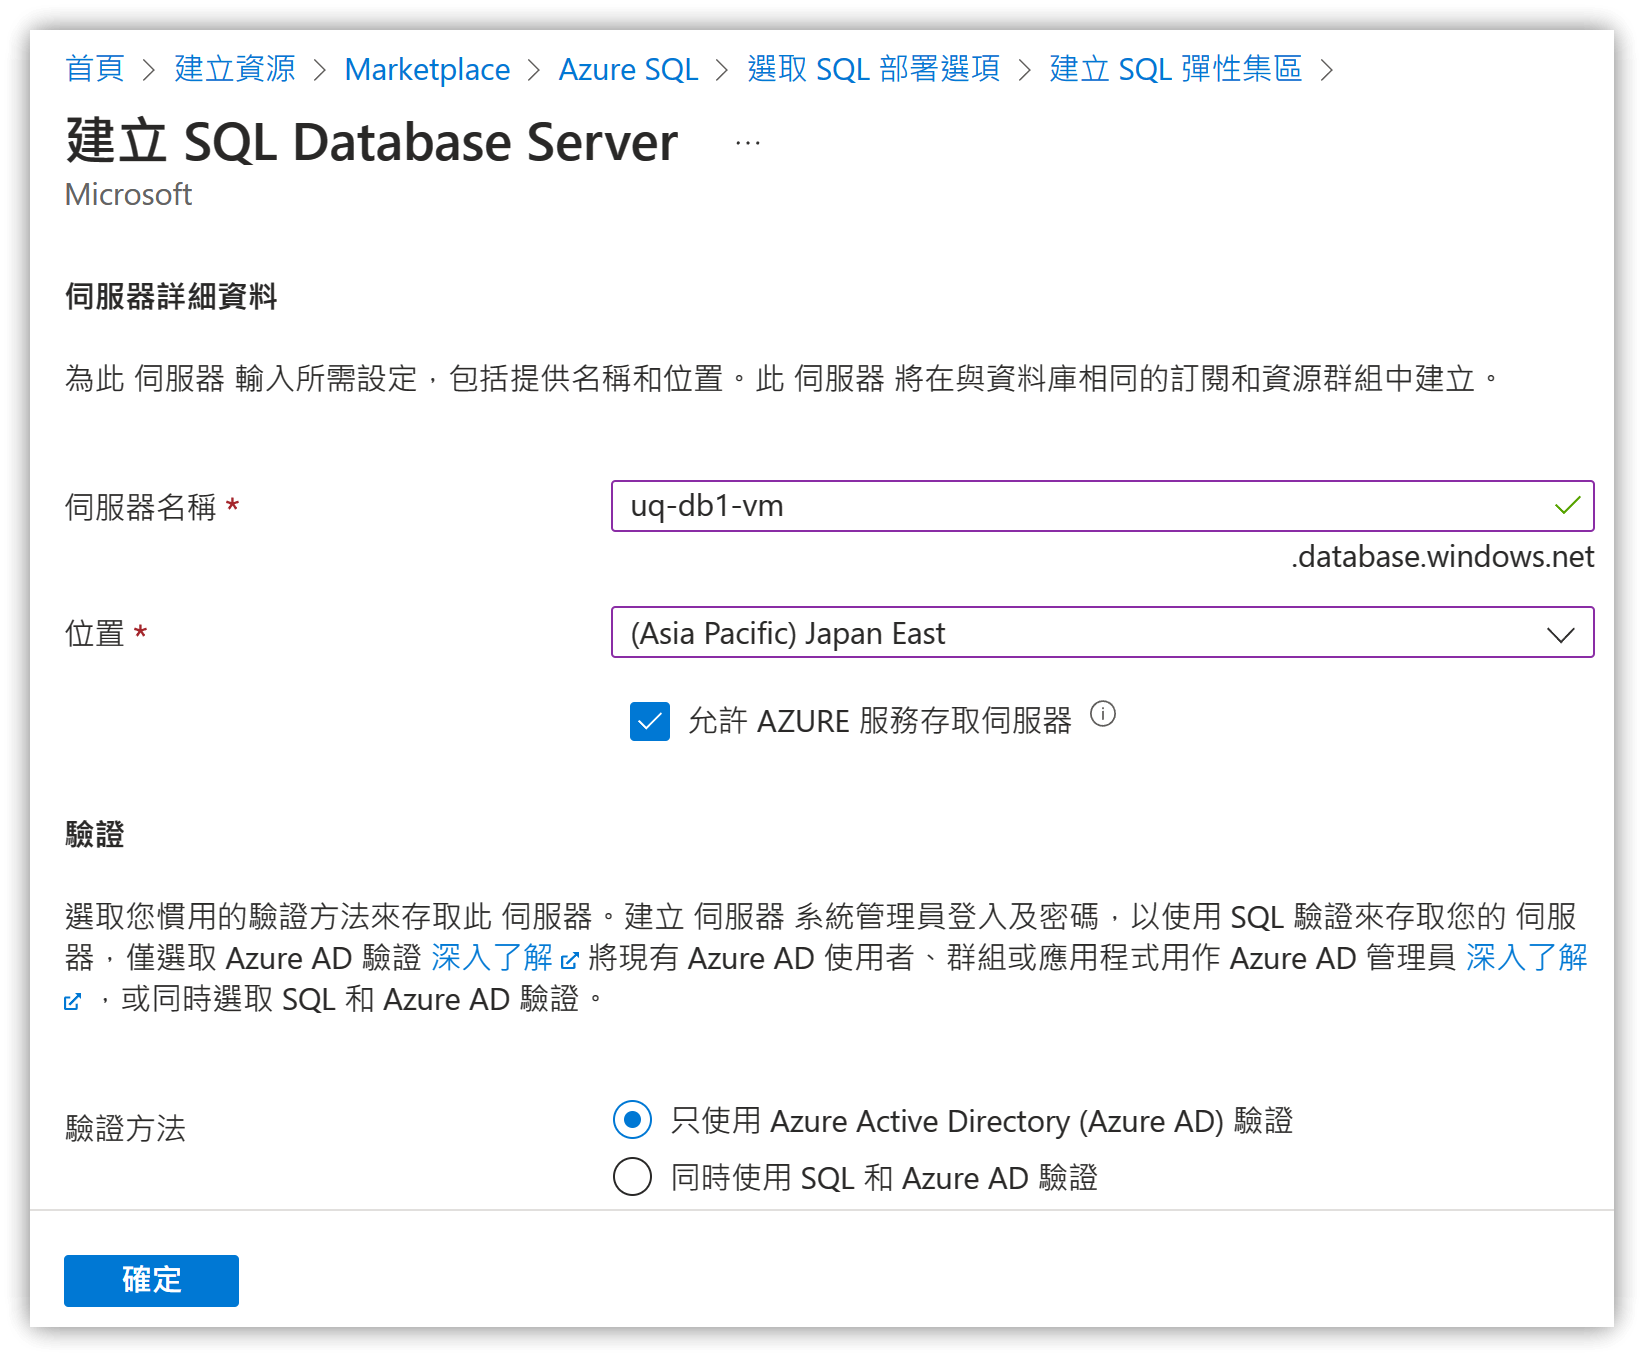 首頁 > 建立資源 > Marketplace > Azure SQL > 選取 SQL 部署選項 > 建立 SQL 彈性集區 >
建立 SQL Database Server ...
Microsoft
伺服器詳細資料
為此 伺服器 輸入所需設定，包括提供名稱和位置。此 伺服器 將在與資料庫相同的訂閱和資源群組中建立。
伺服器名稱 *
uq-db1-vm
.database.windows.net
位置 *
(Asia Pacific) Japan East
允許 AZURE 服務存取伺服器
驗證
選取您慣用的驗證方法來存取此 伺服器。建立 伺服器 系統管理員登入及密碼，以使用 SQL 驗證來存取您的 伺服
器，僅選取 Azure AD 驗證 深入了解 將現有 Azure AD 使用者、群組或應用程式用作 Azure AD 管理員 深入了解
，或同時選取 SQL 和 Azure AD 驗證。
驗證方法
只使用 Azure Active Directory (Azure AD) 驗證
同時使用 SQL 和 Azure AD 驗證
確定